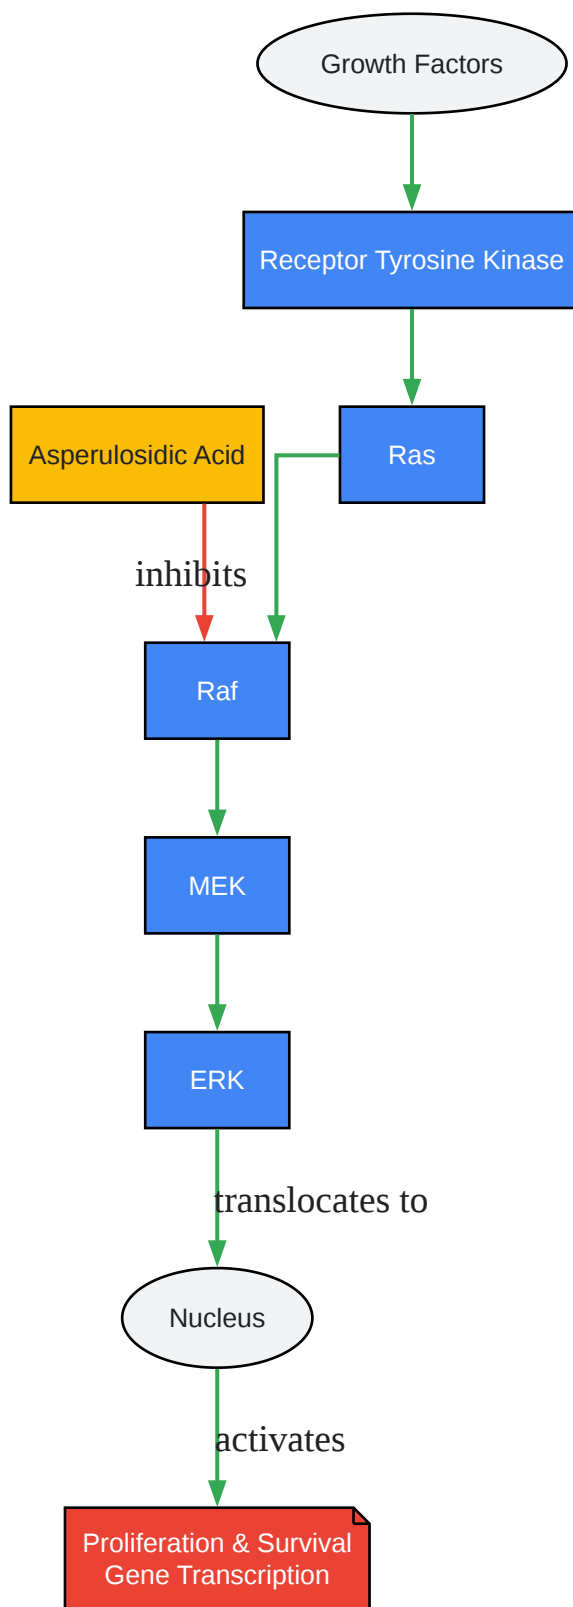 Growth Factors
Receptor Tyrosine Kinase
Asperulosidic Acid
Ras
inhibits
Raf
MEK
ERK
translocates to
Nucleus
activates
Proliferation & Survival
Gene Transcription